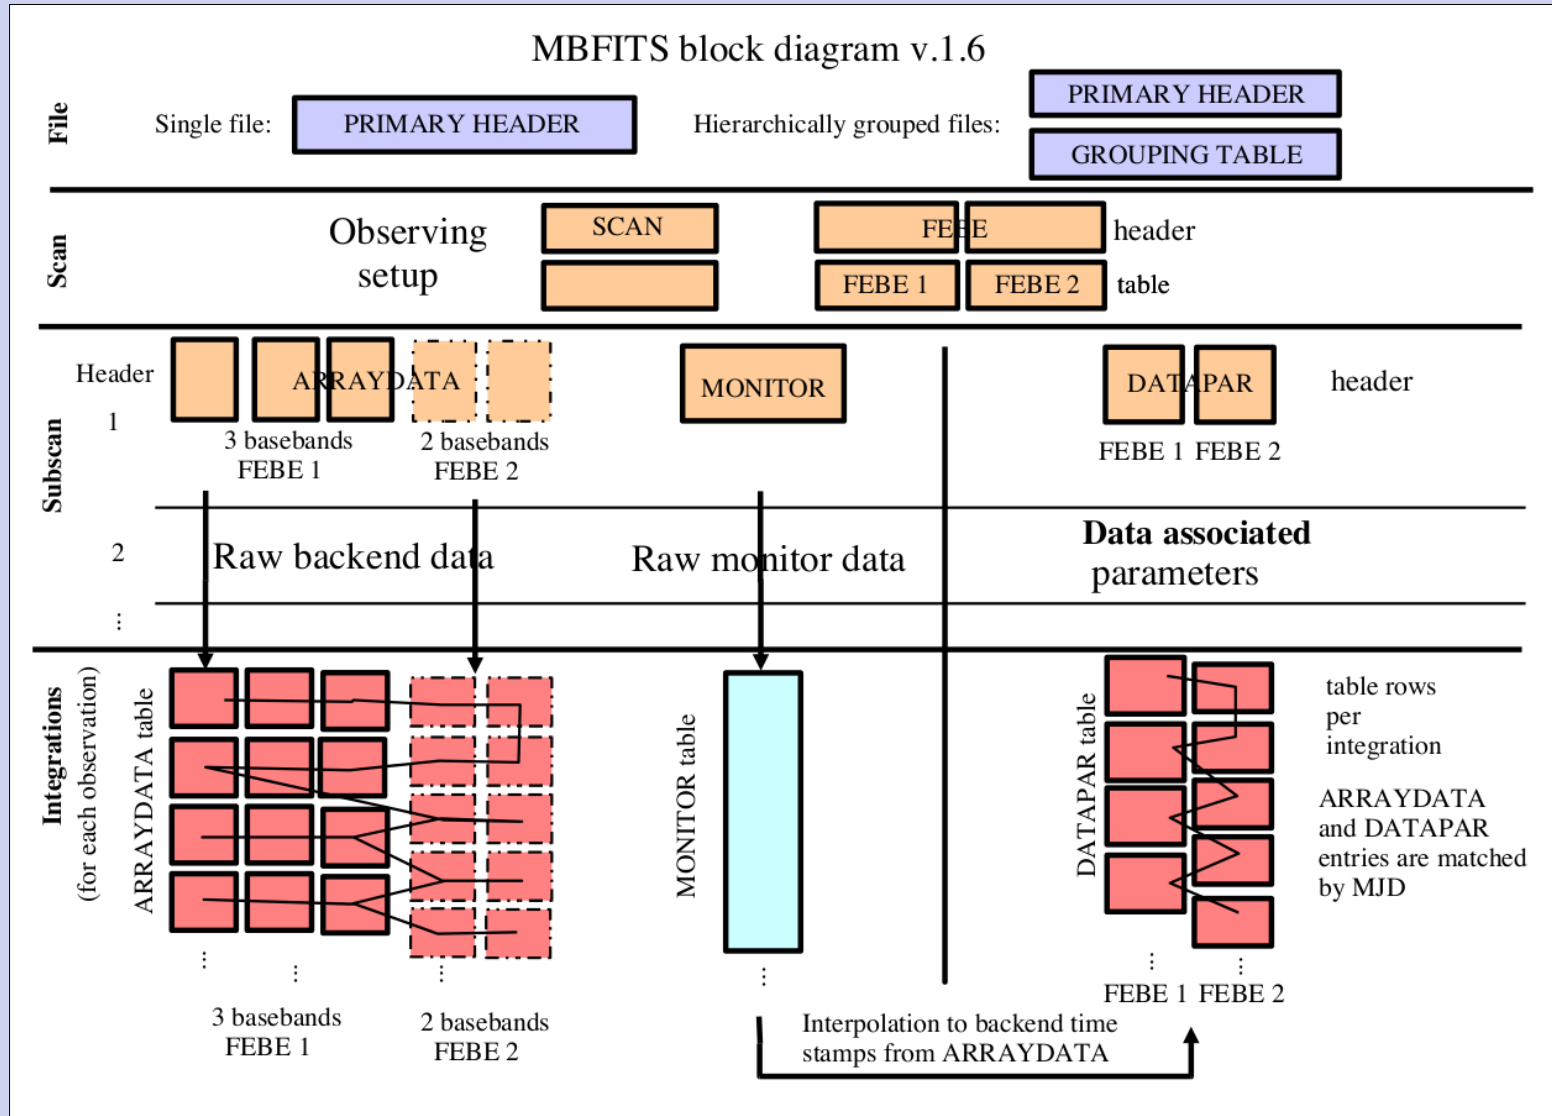 MBFITS block diagram v.1.6
File
Single file:
PRIMARY HEADER
Hierarchically grouped files:
PRIMARY HEADER
GROUPING TABLE
Scan
Observing
setup
SCAN
FEBE
header
FEBE 1
FEBE 2
table
Subscan
Header
1
ARRAYDATA
3 basebands
FEBE 1
2 basebands
FEBE 2
MONITOR
DATAPAR
header
FEBE 1
FEBE 2
2
Raw backend data
Raw monitor data
Data associated
parameters
...
Integrations
(for each observation)
ARRAYDATA table
MONITOR table
DATAPAR table
table rows
per
integration
ARRAYDATA
and DATAPAR
entries are matched
by MJD
...
...
...
...
...
...
3 basebands
FEBE 1
2 basebands
FEBE 2
FEBE 1
FEBE 2
Interpolation to backend time
stamps from ARRAYDATA